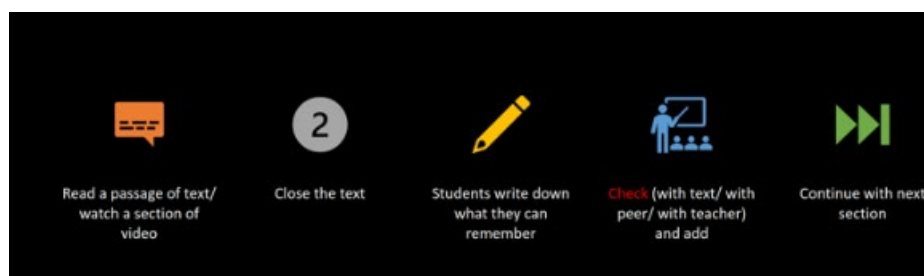 Read a passage of text/
watch a section of
video
2
Close the text
Students write down
what they can
remember
Check (with text/ with
peer/ with teacher)
and add
Continue with next
section